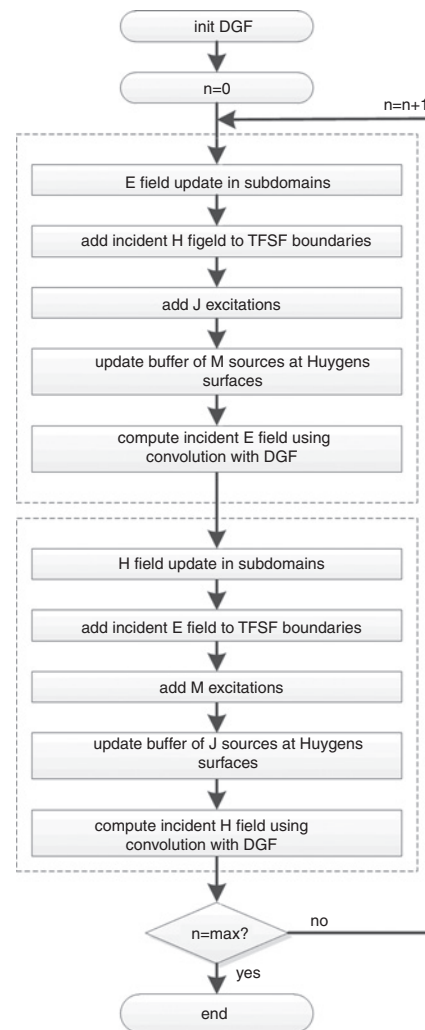 init DGF
n=0
n=n+1
E field update in subdomains
add incident H figeld to TFSF boundaries
add J excitations
update buffer of M sources at Huygens
surfaces
compute incident E field using
convolution with DGF
H field update in subdomains
add incident E field to TFSF boundaries
add M excitations
update buffer of J sources at Huygens
surfaces
compute incident H field using
convolution with DGF
n=max?
no
yes
end